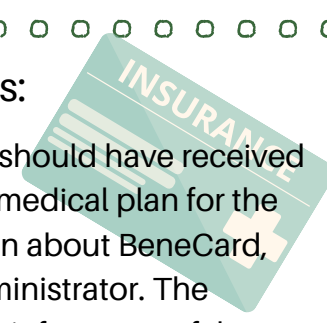 INSURANCE
s:
should have received
medical plan for the
n about BeneCard,
ministrator. The